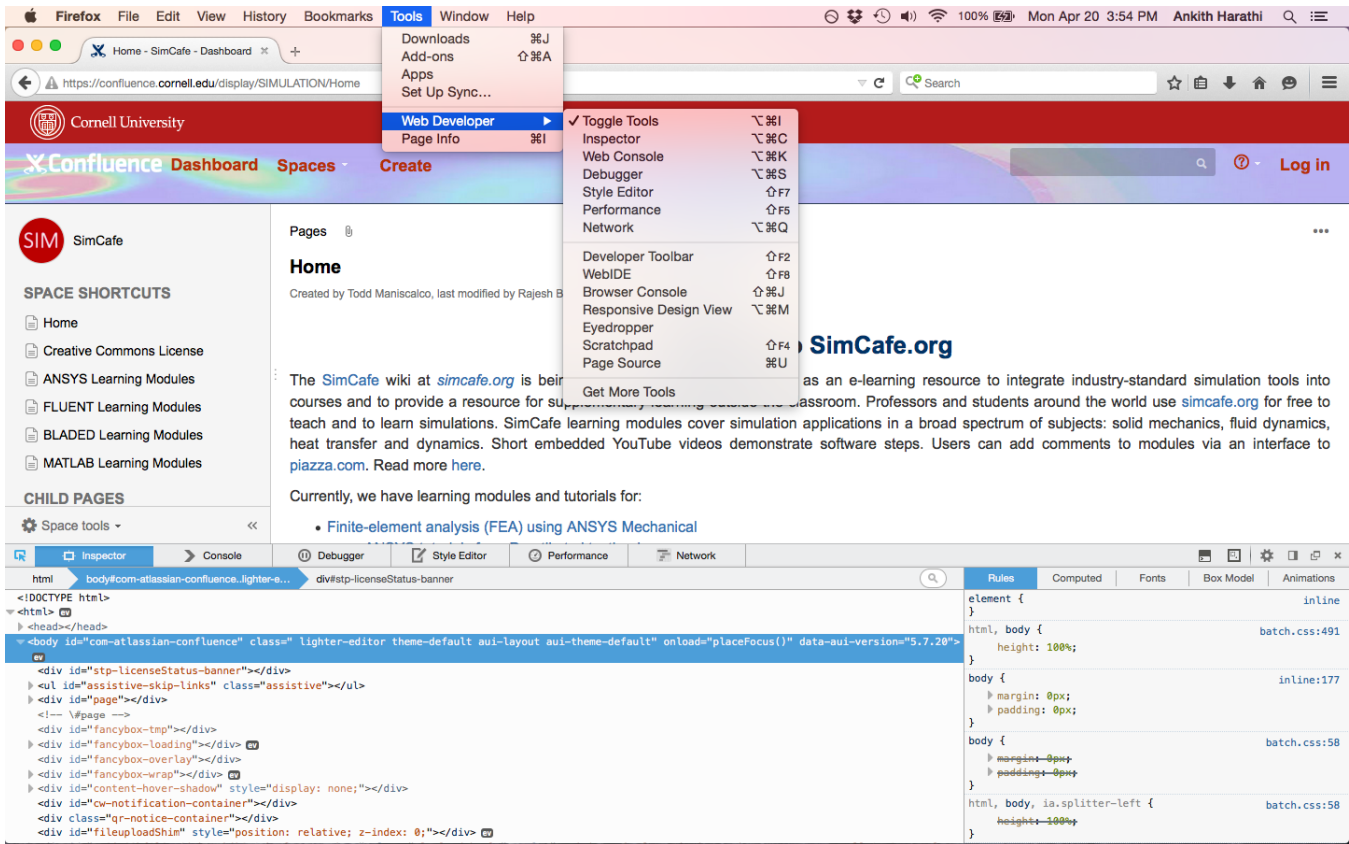 Firefox File Edit View History Bookmarks Tools Window Help 100% Mon Apr 20 3:54 PM Ankith Harathi
Home - SimCafe - Dashboard × +
Downloads ⌘J
Add-ons ⇧⌘A
Apps
Set Up Sync...
Web Developer ▶
Page Info ⌘I
https://confluence.cornell.edu/display/SIMULATION/Home
Search
✓ Toggle Tools ⌥⌘I
Inspector ⌥⌘C
Web Console ⌥⌘K
Debugger ⌥⌘S
Style Editor ⇧F7
Performance ⇧F5
Network ⌥⌘Q
Developer Toolbar ⇧F2
WebIDE ⇧F8
Browser Console ⇧⌘J
Responsive Design View ⌥⌘M
Eyedropper
Scratchpad ⇧F4
Page Source ⌘U
Get More Tools
Cornell University
Confluence Dashboard Spaces Create Log in
SIM SimCafe
SPACE SHORTCUTS
Home
Creative Commons License
ANSYS Learning Modules
FLUENT Learning Modules
BLADED Learning Modules
MATLAB Learning Modules
CHILD PAGES
Space tools
Pages
Home
Created by Todd Maniscalco, last modified by Rajesh B
SimCafe.org
The SimCafe wiki at simcafe.org is as an e-learning resource to integrate industry-standard simulation tools into
courses and to provide a resource for supplementary learning outside the classroom. Professors and students around the world use simcafe.org for free to
teach and to learn simulations. SimCafe learning modules cover simulation applications in a broad spectrum of subjects: solid mechanics, fluid dynamics,
heat transfer and dynamics. Short embedded YouTube videos demonstrate software steps. Users can add comments to modules via an interface to
piazza.com. Read more here.
Currently, we have learning modules and tutorials for:
• Finite-element analysis (FEA) using ANSYS Mechanical
Inspector Console Debugger Style Editor Performance Network
html body#com-atlassian-confluence..lighter-e... div#stp-licenseStatus-banner
<!DOCTYPE html>
<html> ev
<head></head>
<body id="com-atlassian-confluence" class=" lighter-editor theme-default aui-layout aui-theme-default" onload="placeFocus()" data-aui-version="5.7.20">
ev
<div id="stp-licenseStatus-banner"></div>
<ul id="assistive-skip-links" class="assistive"></ul>
<div id="page"></div>
<!-- \#page -->
<div id="fancybox-tmp"></div>
<div id="fancybox-loading"></div> ev
<div id="fancybox-overlay"></div>
<div id="fancybox-wrap"></div> ev
<div id="content-hover-shadow" style="display: none;"></div>
<div id="cw-notification-container"></div>
<div class="qr-notice-container"></div>
<div id="fileuploadShim" style="position: relative; z-index: 0;"></div> ev
Rules Computed Fonts Box Model Animations
element { inline
}
html, body { batch.css:491
height: 100%;
}
body { inline:177
margin: 0px;
padding: 0px;
}
body { batch.css:58
margin: 0px;
padding: 0px;
}
html, body, ia.splitter-left { batch.css:58
height: 100%;
}